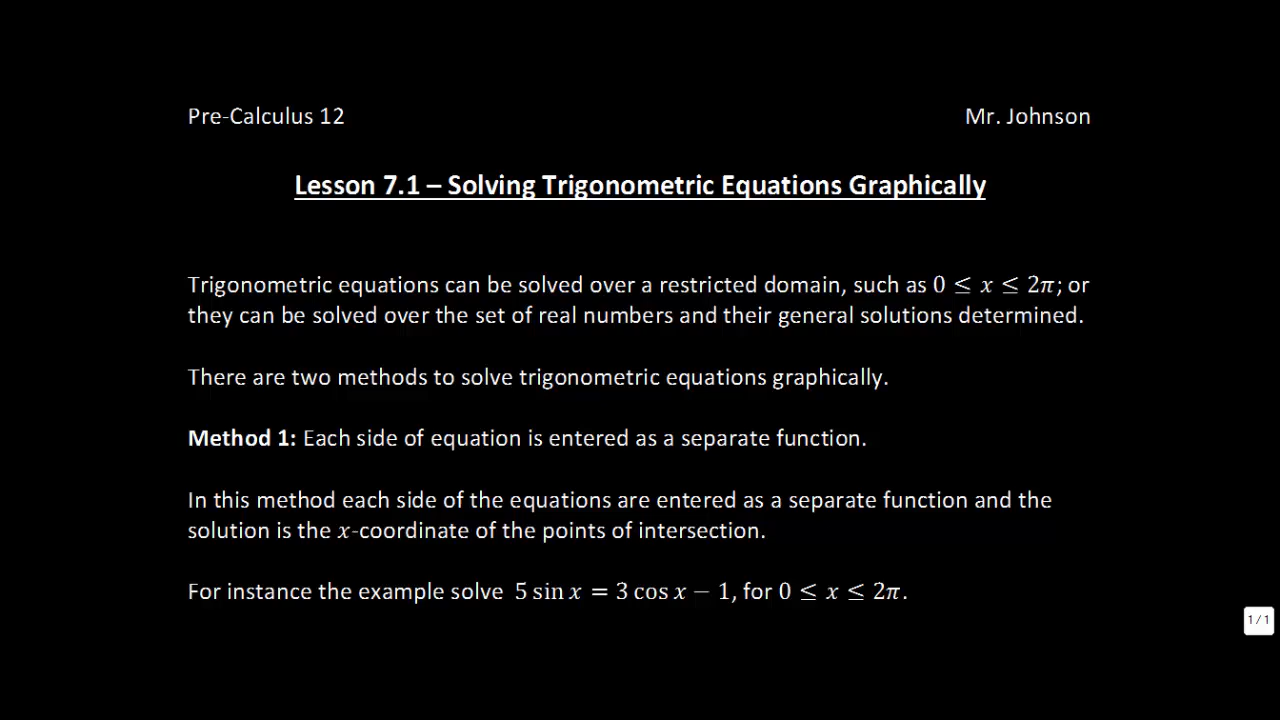 Pre-Calculus 12 Mr. Johnson
Lesson 7.1 – Solving Trigonometric Equations Graphically
Trigonometric equations can be solved over a restricted domain, such as 0 ≤ x ≤ 2π; or
they can be solved over the set of real numbers and their general solutions determined.
There are two methods to solve trigonometric equations graphically.
Method 1: Each side of equation is entered as a separate function.
In this method each side of the equations are entered as a separate function and the
solution is the x-coordinate of the points of intersection.
For instance the example solve 5 sin x = 3 cos x − 1, for 0 ≤ x ≤ 2π.
1 / 1